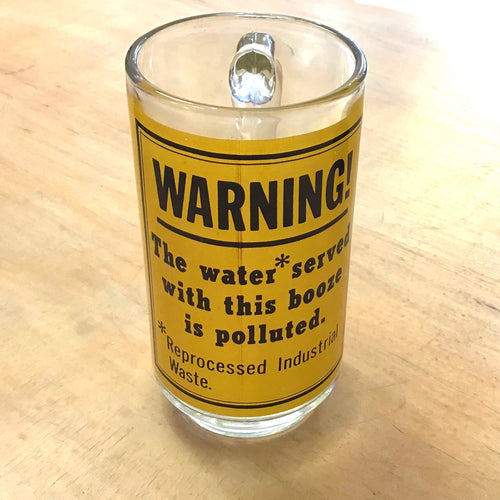 WARNING!
The water* served
with this booze
is polluted.
*Reprocessed Industrial
Waste.